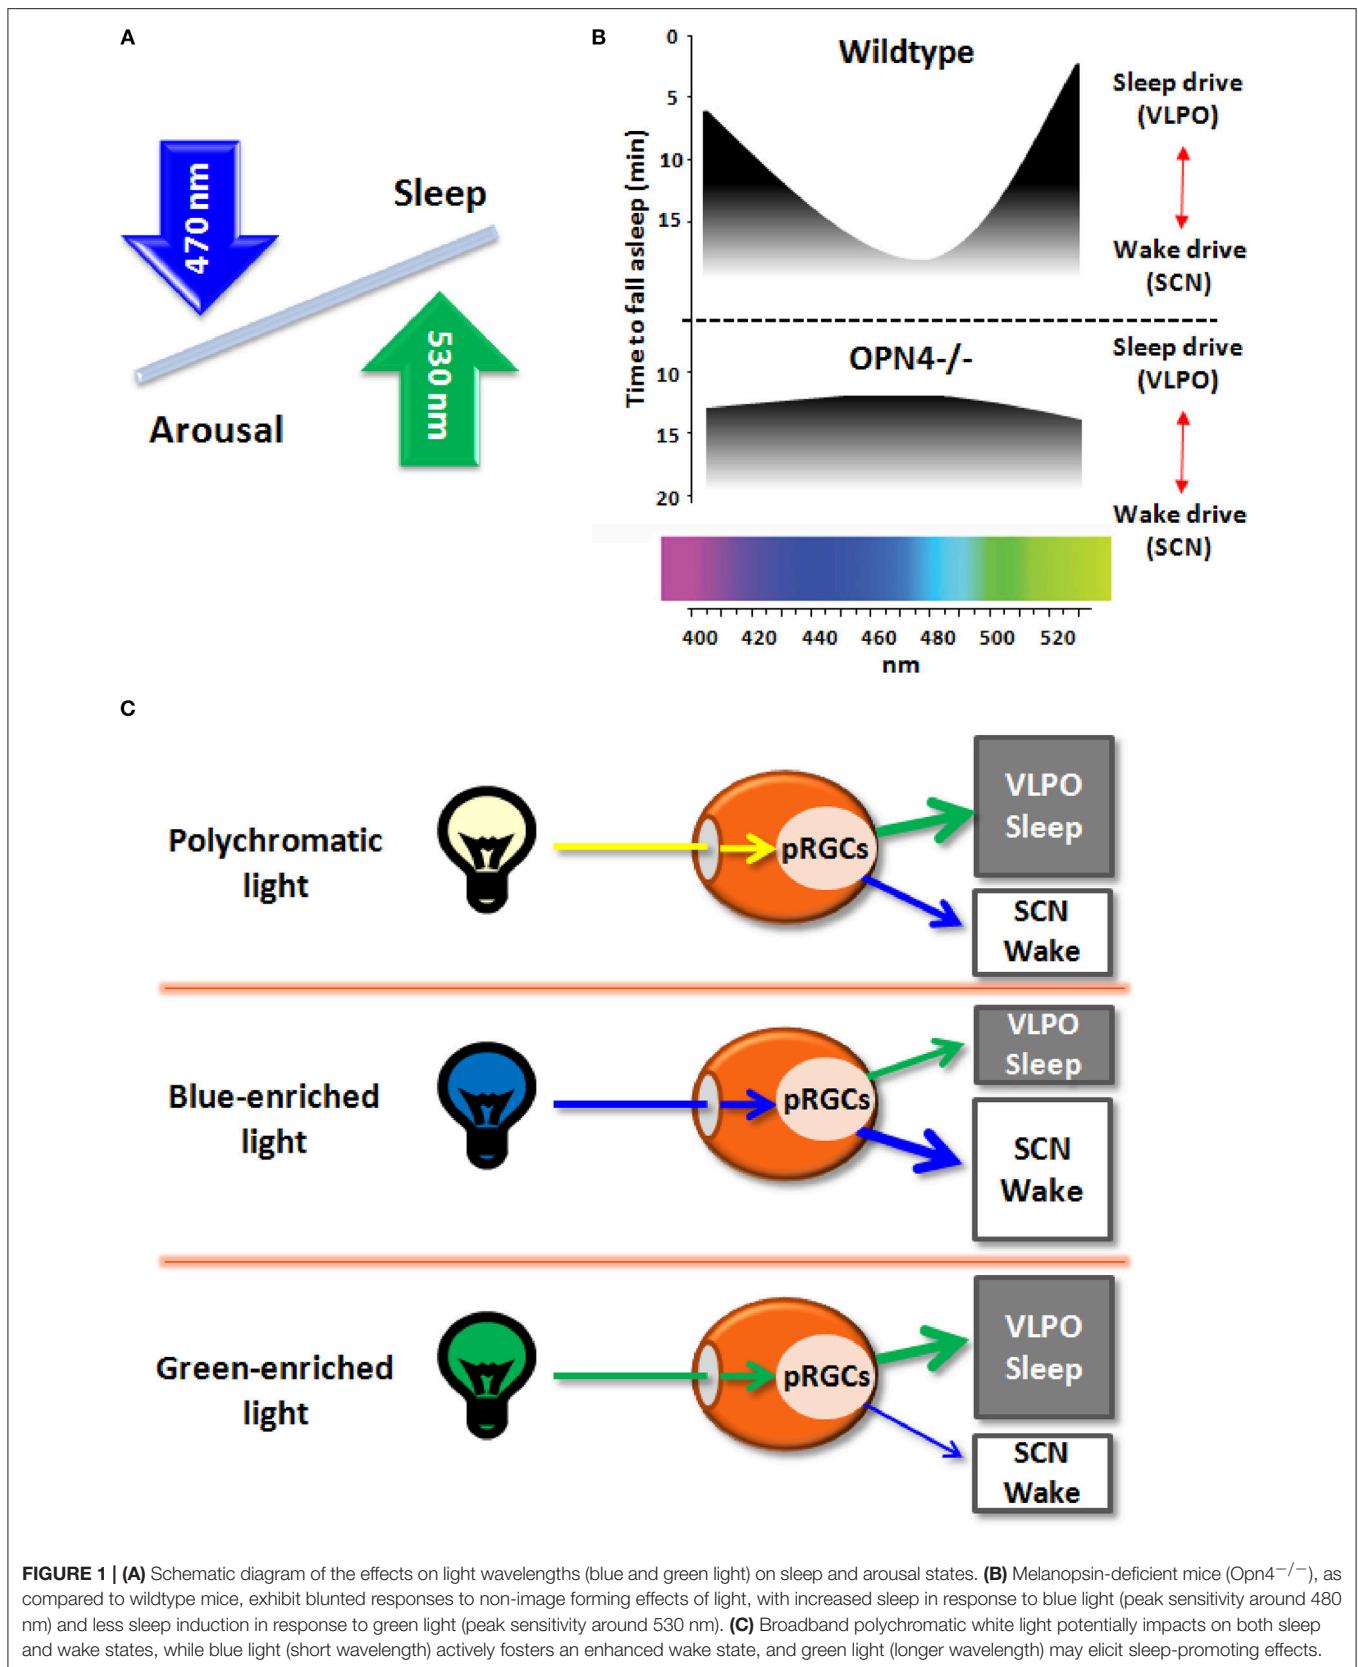 A
470 nm
Sleep
530 nm
Arousal
B
Wildtype
Time to fall asleep (min)
0
5
10
15
Sleep drive
(VLPO)
Wake drive
(SCN)
OPN4-/-
10
15
20
Sleep drive
(VLPO)
Wake drive
(SCN)
400 420 440 460 480 500 520
nm
C
Polychromatic
light
pRGCs
VLPO
Sleep
SCN
Wake
Blue-enriched
light
pRGCs
VLPO
Sleep
SCN
Wake
Green-enriched
light
pRGCs
VLPO
Sleep
SCN
Wake
FIGURE 1 | (A) Schematic diagram of the effects on light wavelengths (blue and green light) on sleep and arousal states. (B) Melanopsin-deficient mice (Opn4−/−), as
compared to wildtype mice, exhibit blunted responses to non-image forming effects of light, with increased sleep in response to blue light (peak sensitivity around 480
nm) and less sleep induction in response to green light (peak sensitivity around 530 nm). (C) Broadband polychromatic white light potentially impacts on both sleep
and wake states, while blue light (short wavelength) actively fosters an enhanced wake state, and green light (longer wavelength) may elicit sleep-promoting effects.